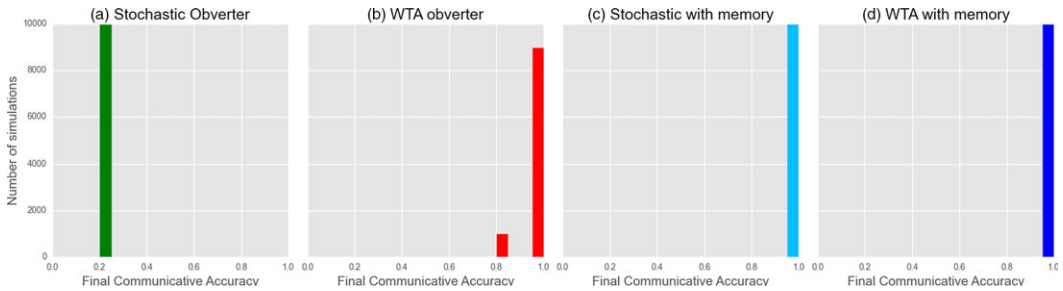 (a) Stochastic Obverter
(b) WTA obverter
(c) Stochastic with memory
(d) WTA with memory
Number of simulations
10000
8000
6000
4000
2000
0
0.0 0.2 0.4 0.6 0.8 1.0
0.0 0.2 0.4 0.6 0.8 1.0
0.0 0.2 0.4 0.6 0.8 1.0
0.0 0.2 0.4 0.6 0.8 1.0
Final Communicative Accuracy
Final Communicative Accuracy
Final Communicative Accuracy
Final Communicative Accuracy